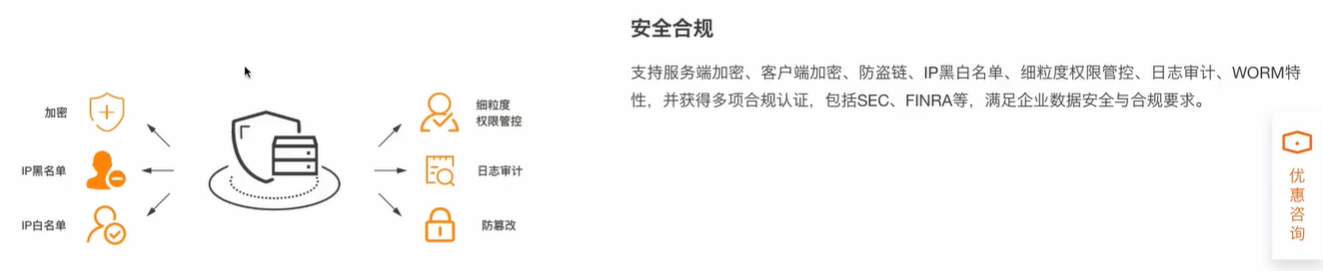 安全合规
支持服务端加密、客户端加密、防盗链、IP黑白名单、细粒度权限管控、日志审计、WORM特
性，并获得多项合规认证，包括SEC、FINRA等，满足企业数据安全与合规要求。
加密
IP黑名单
IP白名单
细粒度
权限管控
日志审计
防篡改
优
惠
咨
询